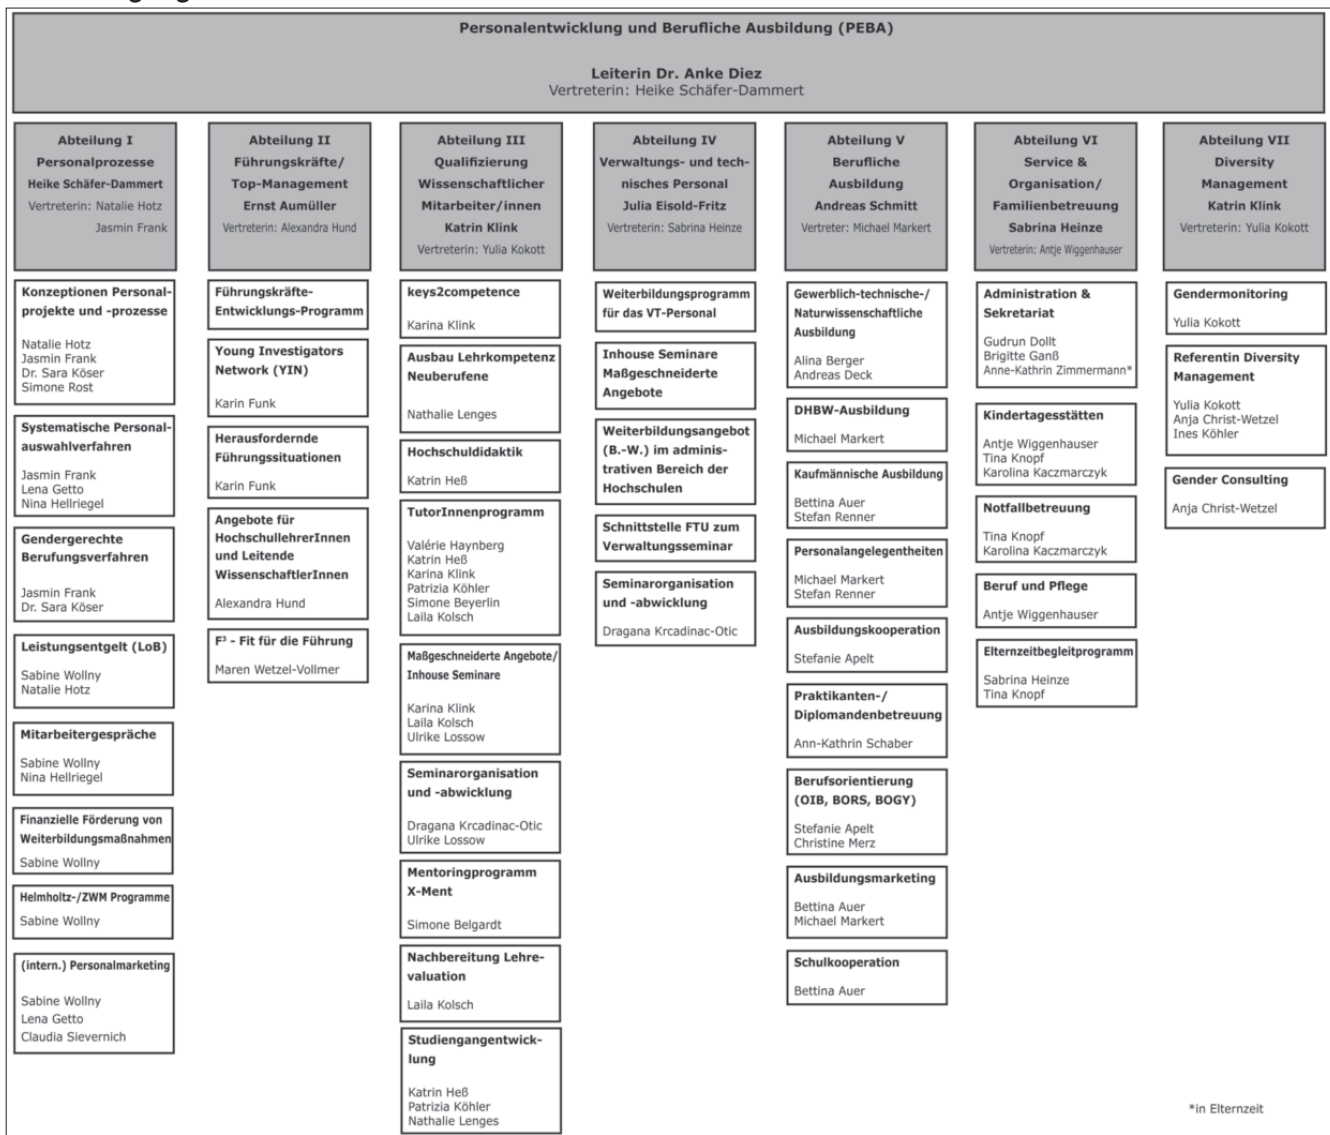 Personalentwicklung und Berufliche Ausbildung (PEBA)
Leiterin Dr. Anke Diez
Vertreterin: Heike Schäfer-Dammert
Abteilung I
Personalprozesse
Heike Schäfer-Dammert
Vertreterin: Natalie Hotz
Jasmin Frank
Konzeptionen Personal-
projekte und -prozesse
Natalie Hotz
Jasmin Frank
Dr. Sara Köser
Simone Rost
Systematische Personal-
auswahlverfahren
Jasmin Frank
Lena Getto
Nina Hellriegel
Gendergerechte
Berufungsverfahren
Jasmin Frank
Dr. Sara Köser
Leistungsentgelt (LoB)
Sabine Wollny
Natalie Hotz
Mitarbeitergespräche
Sabine Wollny
Nina Hellriegel
Finanzielle Förderung von
Weiterbildungsmaßnahmen
Sabine Wollny
Helmholtz-/ZWM Programme
Sabine Wollny
(intern.) Personalmarketing
Sabine Wollny
Lena Getto
Claudia Sievernich
Abteilung II
Führungskräfte/
Top-Management
Ernst Aumüller
Vertreterin: Alexandra Hund
Führungskräfte-
Entwicklungs-Programm
Young Investigators
Network (YIN)
Karin Funk
Herausfordernde
Führungssituationen
Karin Funk
Angebote für
HochschullehrerInnen
und Leitende
WissenschaftlerInnen
Alexandra Hund
F³ - Fit für die Führung
Maren Wetzel-Vollmer
Abteilung III
Qualifizierung
Wissenschaftlicher
Mitarbeiter/innen
Katrin Klink
Vertreterin: Yulia Kokott
keys2competence
Karina Klink
Ausbau Lehrkompetenz
Neuberufene
Nathalie Lenges
Hochschuldidaktik
Katrin Heß
TutorInnenprogramm
Valérie Haynberg
Katrin Heß
Karina Klink
Patrizia Köhler
Simone Beyerlin
Laila Kolsch
Maßgeschneiderte Angebote/
Inhouse Seminare
Karina Klink
Laila Kolsch
Ulrike Lossow
Seminarorganisation
und -abwicklung
Dragana Krcadinac-Otic
Ulrike Lossow
Mentoringprogramm
X-Ment
Simone Belgardt
Nachbereitung Lehre-
valuation
Laila Kolsch
Studiengangentwick-
lung
Katrin Heß
Patrizia Köhler
Nathalie Lenges
Abteilung IV
Verwaltungs- und tech-
nisches Personal
Julia Eisold-Fritz
Vertreterin: Sabrina Heinze
Weiterbildungsprogramm
für das VT-Personal
Inhouse Seminare
Maßgeschneiderte
Angebote
Weiterbildungsangebot
(B.-W.) im adminis-
trativen Bereich der
Hochschulen
Schnittstelle FTU zum
Verwaltungsseminar
Seminarorganisation
und -abwicklung
Dragana Krcadinac-Otic
Abteilung V
Berufliche
Ausbildung
Andreas Schmitt
Vertreter: Michael Markert
Gewerblich-technische-/
Naturwissenschaftliche
Ausbildung
Alina Berger
Andreas Deck
DHBW-Ausbildung
Michael Markert
Kaufmännische Ausbildung
Bettina Auer
Stefan Renner
Personalangelegentheiten
Michael Markert
Stefan Renner
Ausbildungskooperation
Stefanie Apelt
Praktikanten-/
Diplomandenbetreuung
Ann-Kathrin Schaber
Berufsorientierung
(OIB, BORS, BOGY)
Stefanie Apelt
Christine Merz
Ausbildungsmarketing
Bettina Auer
Michael Markert
Schulkooperation
Bettina Auer
Abteilung VI
Service &
Organisation/
Familienbetreuung
Sabrina Heinze
Vertreterin: Antje Wiggenhauser
Administration &
Sekretariat
Gudrun Dollt
Brigitte Ganß
Anne-Kathrin Zimmermann*
Kindertagesstätten
Antje Wiggenhauser
Tina Knopf
Karolina Kaczmarczyk
Notfallbetreuung
Tina Knopf
Karolina Kaczmarczyk
Beruf und Pflege
Antje Wiggenhauser
Elternzeitbegleitprogramm
Sabrina Heinze
Tina Knopf
Abteilung VII
Diversity
Management
Katrin Klink
Vertreterin: Yulia Kokott
Gendermonitoring
Yulia Kokott
Referentin Diversity
Management
Yulia Kokott
Anja Christ-Wetzel
Ines Köhler
Gender Consulting
Anja Christ-Wetzel
*in Elternzeit